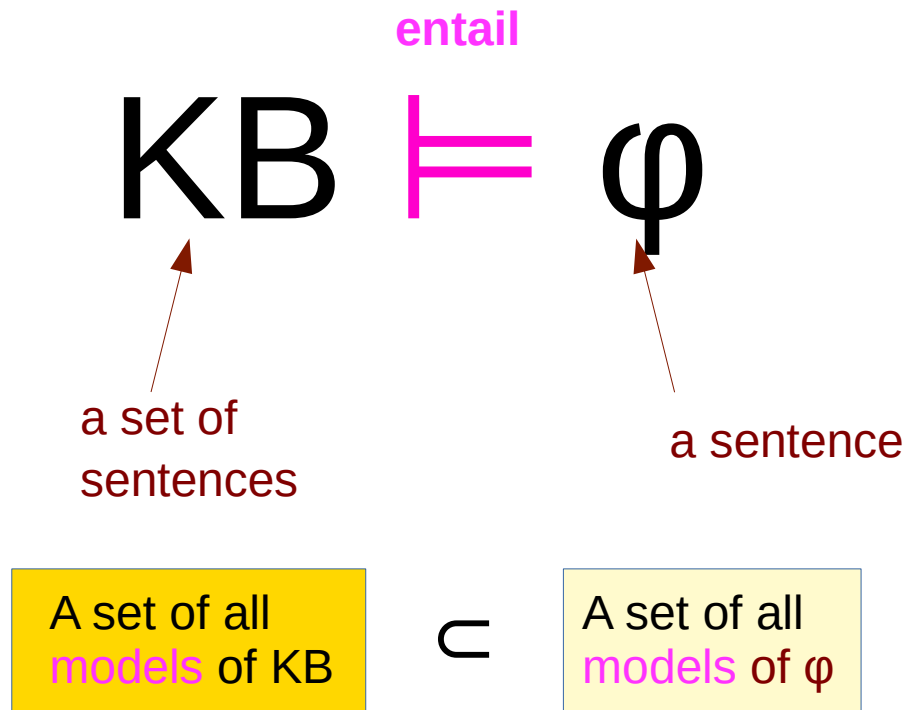 entail
KB ⊨ φ
a set of
sentences
a sentence
A set of all
models of KB
⊂
A set of all
models of φ